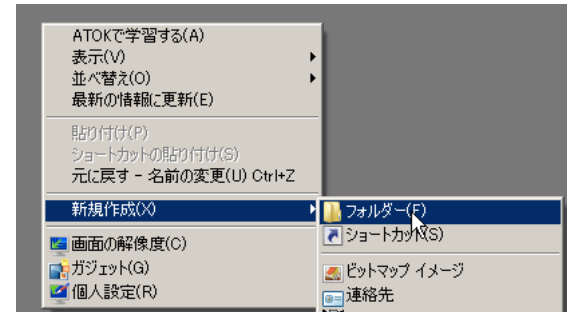 ATOKで学習する(A)
表示(V)
並べ替え(O)
最新の情報に更新(E)
貼り付け(P)
ショートカットの貼り付け(S)
元に戻す - 名前の変更(U) Ctrl+Z
新規作成(X)
フォルダー(F)
ショートカット(S)
画面の解像度(C)
ガジェット(G)
個人設定(R)
ビットマップ イメージ
連絡先